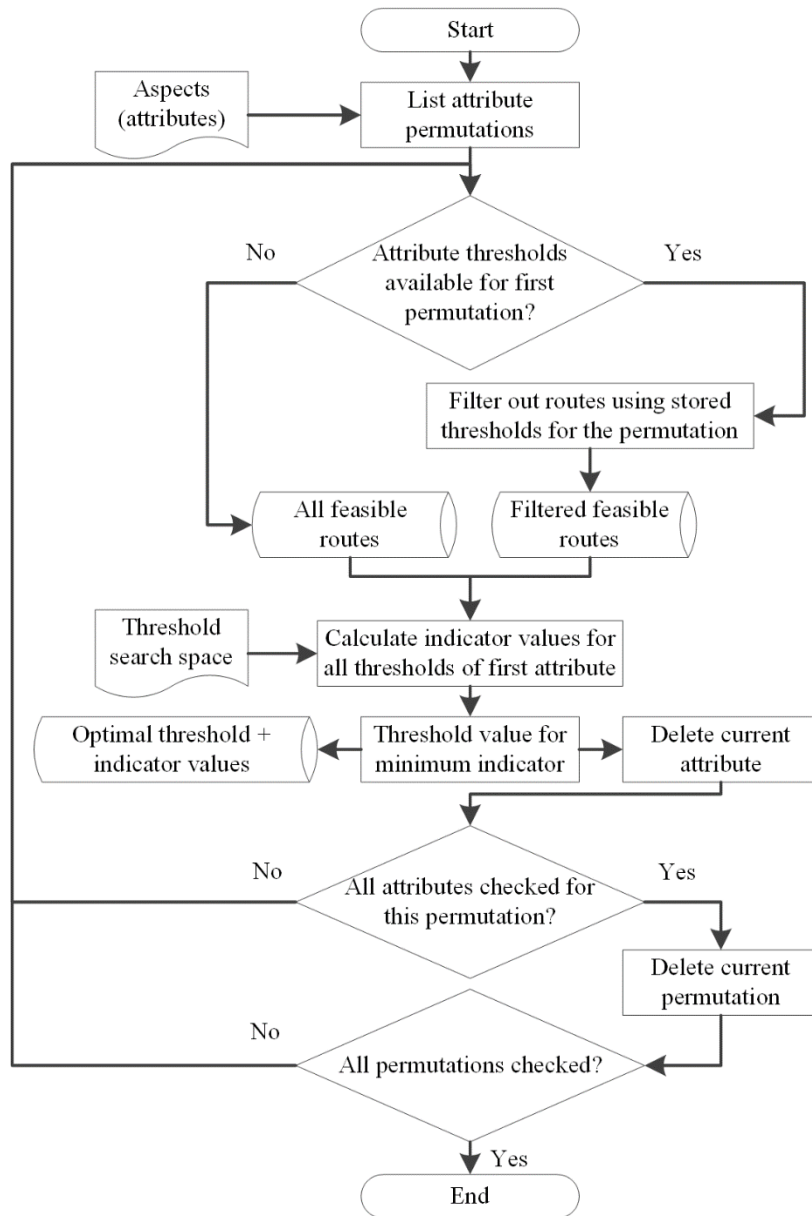 Start
Aspects
(attributes)
List attribute
permutations
No
Attribute thresholds
available for first
permutation?
Yes
Filter out routes using stored
thresholds for the permutation
All feasible
routes
Filtered feasible
routes
Threshold
search space
Calculate indicator values for
all thresholds of first attribute
Optimal threshold +
indicator values
Threshold value for
minimum indicator
Delete current
attribute
No
All attributes checked for
this permutation?
Yes
Delete current
permutation
No
All permutations checked?
Yes
End